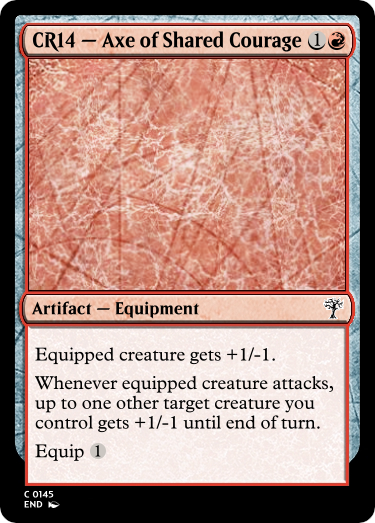 CR14 — Axe of Shared Courage 1
Artifact — Equipment
Equipped creature gets +1/-1.
Whenever equipped creature attacks,
up to one other target creature you
control gets +1/-1 until end of turn.
Equip 1
C 0145
END